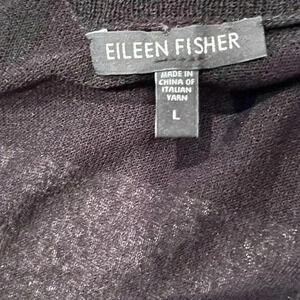 EILEEN FISHER
MADE IN
CHINA OF
ITALIAN
YARN
L